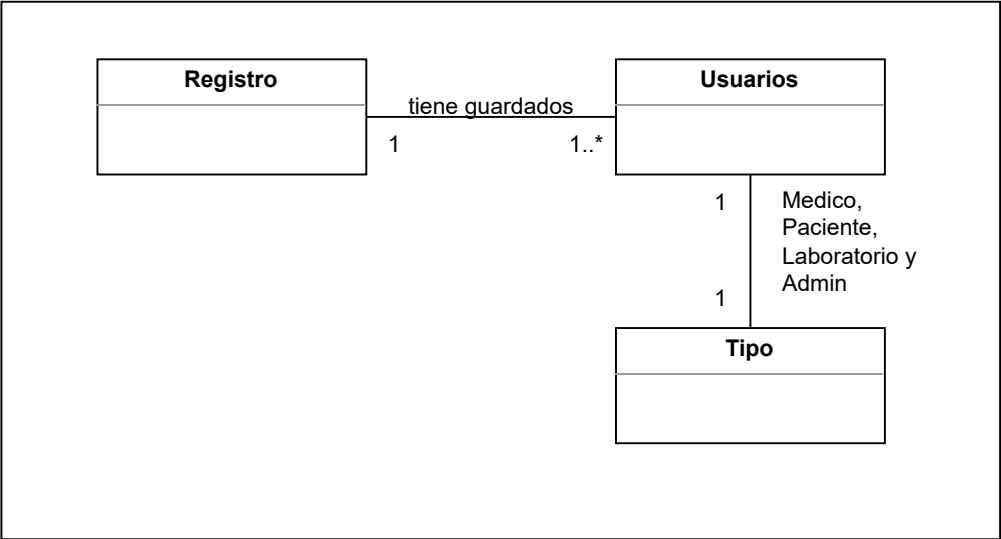 Registro
Usuarios
tiene guardados
1
1..*
1
Medico,
Paciente,
Laboratorio y
Admin
1
Tipo